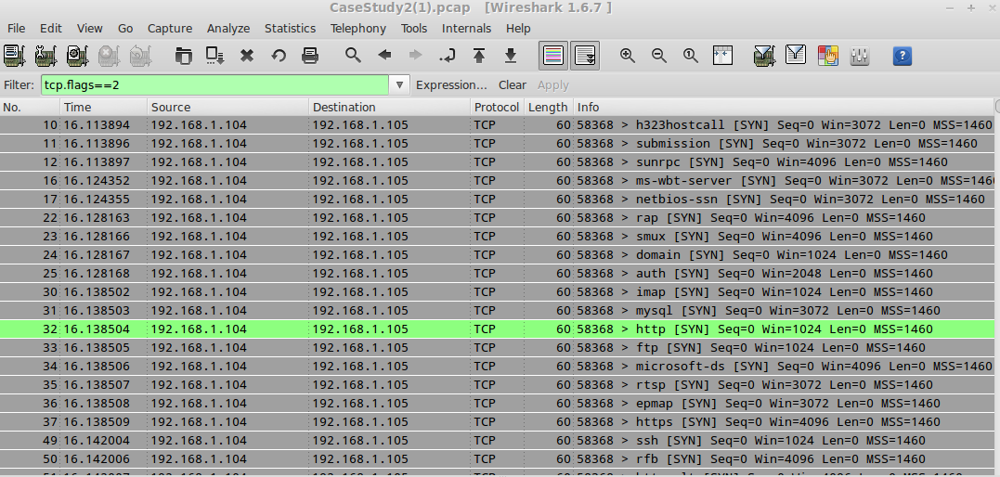 CaseStudy2(1).pcap [Wireshark 1.6.7 ]
File Edit View Go Capture Analyze Statistics Telephony Tools Internals Help
Filter: tcp.flags==2 Expression... Clear Apply
No. Time Source Destination Protocol Length Info
10 16.113894 192.168.1.104 192.168.1.105 TCP 60 58368 > h323hostcall [SYN] Seq=0 Win=3072 Len=0 MSS=1460
11 16.113896 192.168.1.104 192.168.1.105 TCP 60 58368 > submission [SYN] Seq=0 Win=3072 Len=0 MSS=1460
12 16.113897 192.168.1.104 192.168.1.105 TCP 60 58368 > sunrpc [SYN] Seq=0 Win=4096 Len=0 MSS=1460
16 16.124352 192.168.1.104 192.168.1.105 TCP 60 58368 > ms-wbt-server [SYN] Seq=0 Win=3072 Len=0 MSS=146
17 16.124355 192.168.1.104 192.168.1.105 TCP 60 58368 > netbios-ssn [SYN] Seq=0 Win=3072 Len=0 MSS=1460
22 16.128163 192.168.1.104 192.168.1.105 TCP 60 58368 > rap [SYN] Seq=0 Win=4096 Len=0 MSS=1460
23 16.128166 192.168.1.104 192.168.1.105 TCP 60 58368 > smux [SYN] Seq=0 Win=4096 Len=0 MSS=1460
24 16.128167 192.168.1.104 192.168.1.105 TCP 60 58368 > domain [SYN] Seq=0 Win=1024 Len=0 MSS=1460
25 16.128168 192.168.1.104 192.168.1.105 TCP 60 58368 > auth [SYN] Seq=0 Win=2048 Len=0 MSS=1460
30 16.138502 192.168.1.104 192.168.1.105 TCP 60 58368 > imap [SYN] Seq=0 Win=1024 Len=0 MSS=1460
31 16.138503 192.168.1.104 192.168.1.105 TCP 60 58368 > mysql [SYN] Seq=0 Win=3072 Len=0 MSS=1460
32 16.138504 192.168.1.104 192.168.1.105 TCP 60 58368 > http [SYN] Seq=0 Win=1024 Len=0 MSS=1460
33 16.138505 192.168.1.104 192.168.1.105 TCP 60 58368 > ftp [SYN] Seq=0 Win=1024 Len=0 MSS=1460
34 16.138506 192.168.1.104 192.168.1.105 TCP 60 58368 > microsoft-ds [SYN] Seq=0 Win=4096 Len=0 MSS=1460
35 16.138507 192.168.1.104 192.168.1.105 TCP 60 58368 > rtsp [SYN] Seq=0 Win=3072 Len=0 MSS=1460
36 16.138508 192.168.1.104 192.168.1.105 TCP 60 58368 > epmap [SYN] Seq=0 Win=3072 Len=0 MSS=1460
37 16.138509 192.168.1.104 192.168.1.105 TCP 60 58368 > https [SYN] Seq=0 Win=4096 Len=0 MSS=1460
49 16.142004 192.168.1.104 192.168.1.105 TCP 60 58368 > ssh [SYN] Seq=0 Win=1024 Len=0 MSS=1460
50 16.142006 192.168.1.104 192.168.1.105 TCP 60 58368 > rfb [SYN] Seq=0 Win=4096 Len=0 MSS=1460